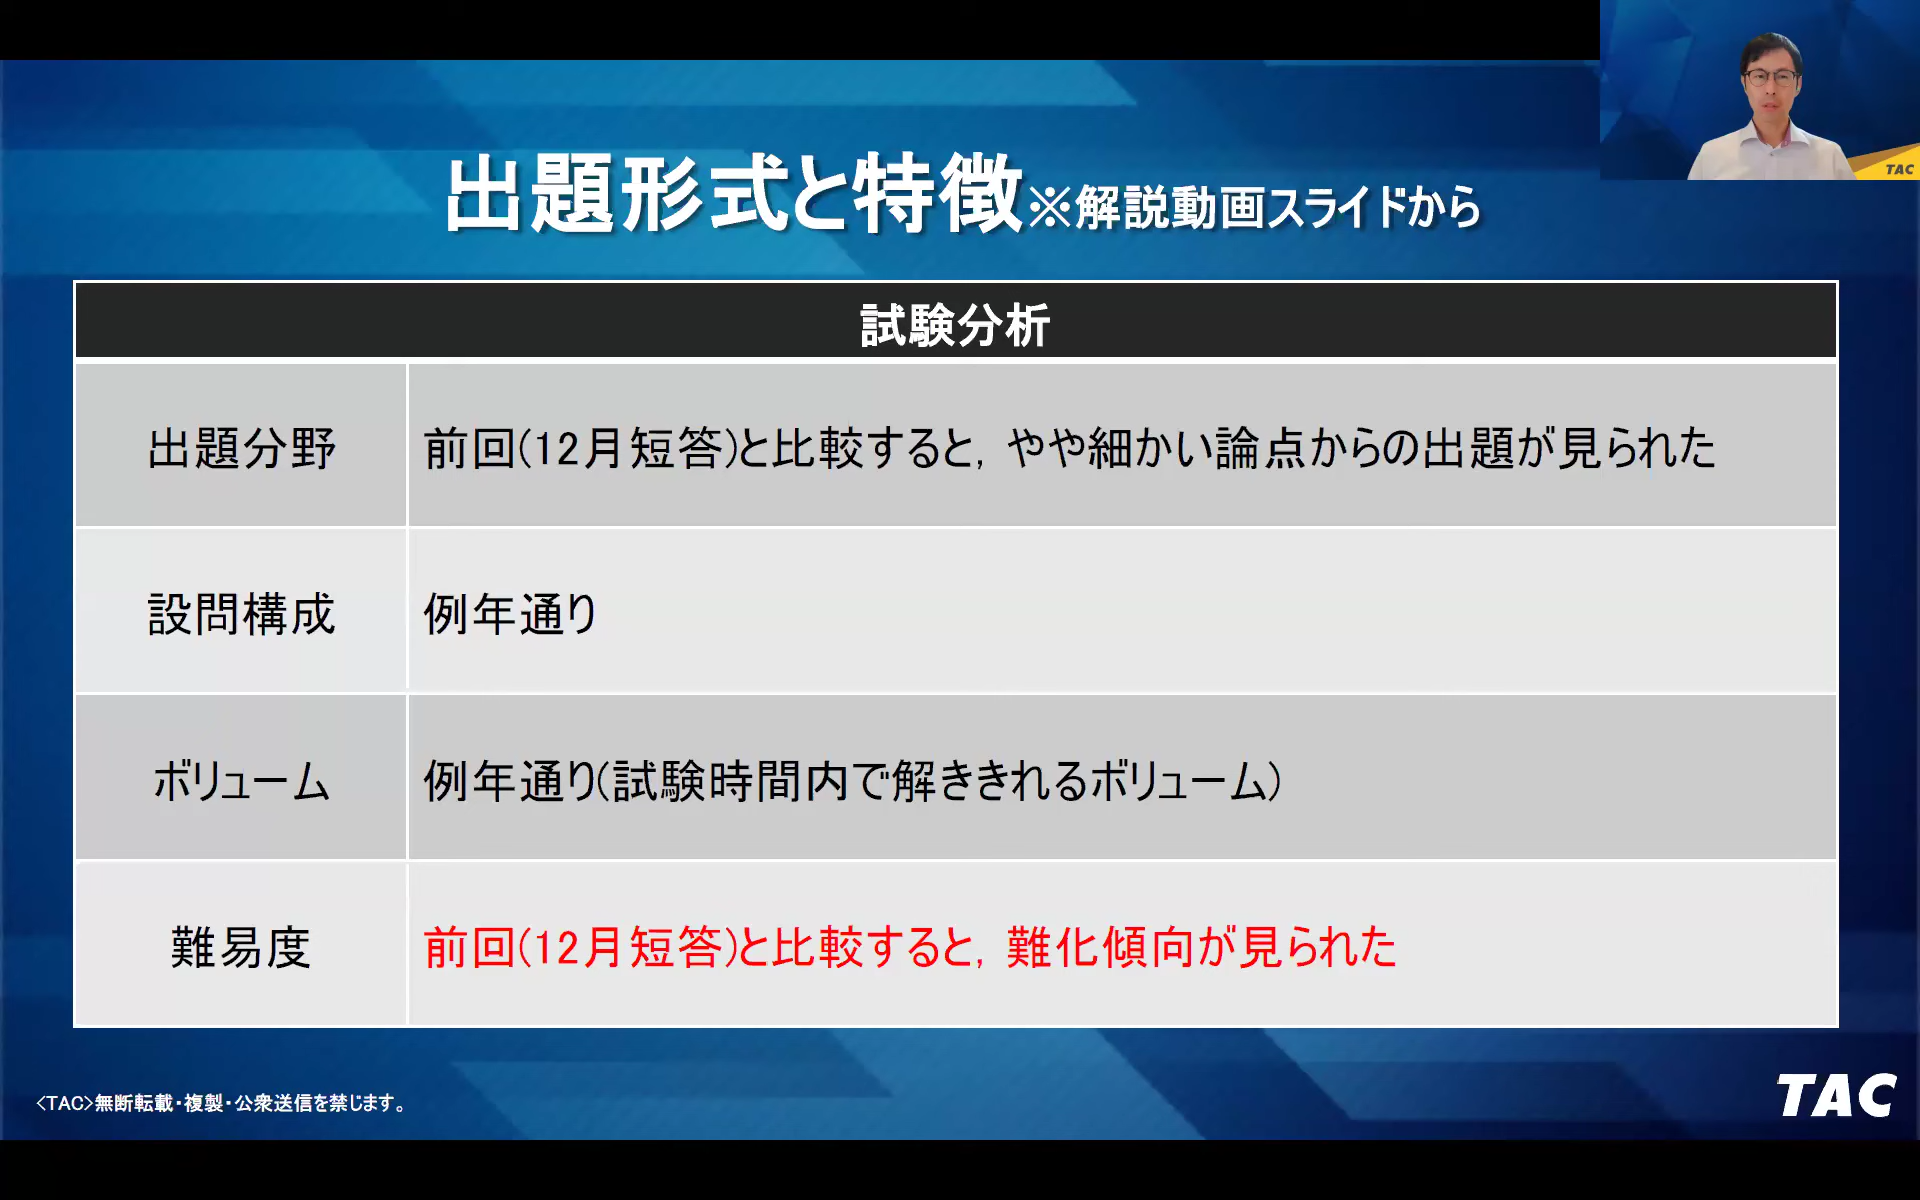 TAC
出題形式と特徴※解説動画スライドから
試験分析
出題分野
前回(12月短答)と比較すると, やや細かい論点からの出題が見られた
設問構成
例年通り
ボリューム
例年通り(試験時間内で解ききれるボリューム)
難易度
前回(12月短答)と比較すると, 難化傾向が見られた
<TAC>無断転載・複製・公衆送信を禁じます。
TAC